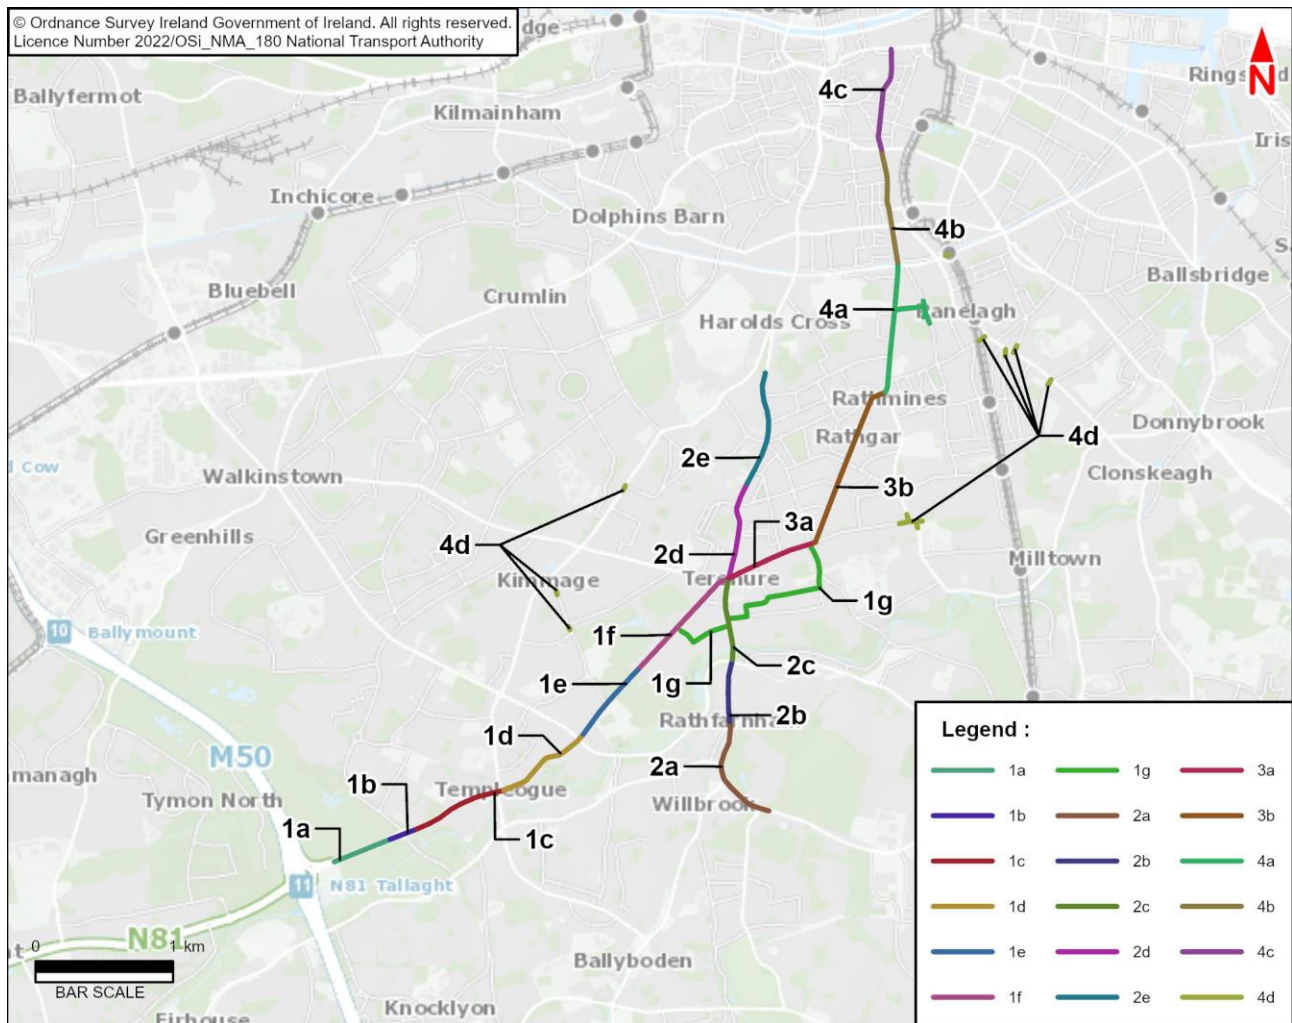 © Ordnance Survey Ireland Government of Ireland. All rights reserved.
Licence Number 2022/OSi_NMA_180 National Transport Authority
dge
N
Rings
nd
Ballyfermot
4c
Kilmainham
Iris
Inchicore
Dolphins Barn
4b
Ballsbridge
Bluebell
Crumlin
4a
Ranelagh
Harolds Cross
Rathmines
Donnybrook
Rathgar
4d
2e
Clonskeagh
d Cow
Walkinstown
3b
3a
Greenhills
4d
2d
Milltown
Kimmage
Terenure
1g
10
Ballymount
1f
2c
1e
1g
2b
Rathfarnha
1d
M50
2a
manaagh
Tymon North
1b
Templeogue
Willbrook
1a
1c
11
N81 Tallaght
N81
0
1 km
BAR SCALE
Ballyboden
Knocklyon
Firhouse
Legend :
1a
1g
3a
1b
2a
3b
1c
2b
4a
1d
2c
4b
1e
2d
4c
1f
2e
4d